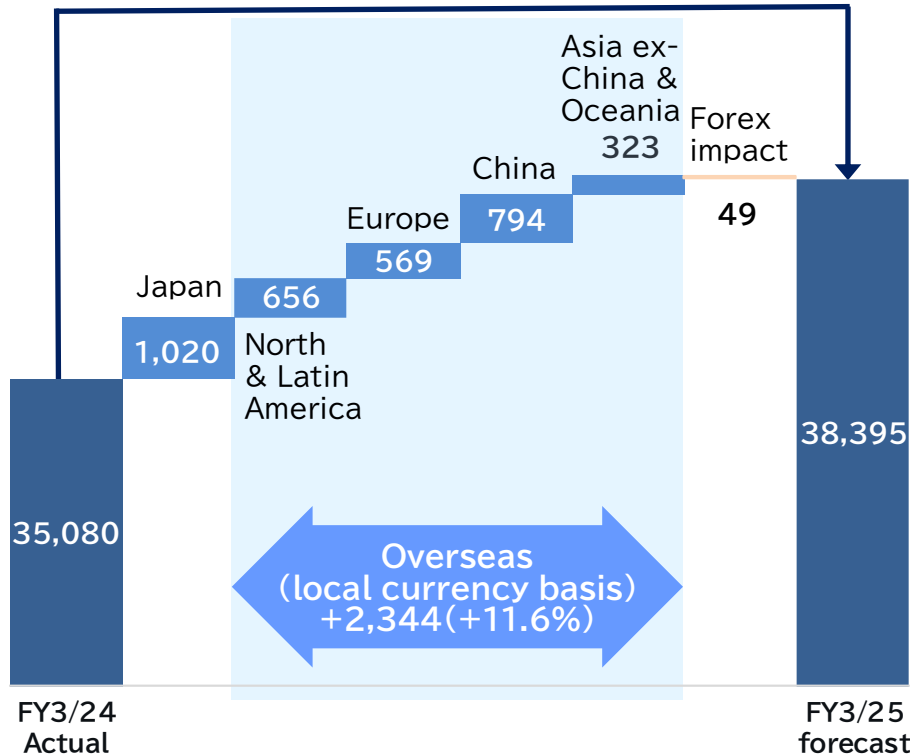 Asia ex-
China &
Oceania
323
Forex
impact
49
China
794
Europe
569
Japan
1,020
656
North
& Latin
America
35,080
38,395
Overseas
(local currency basis)
+2,344(+11.6%)
FY3/24
Actual
FY3/25
forecast